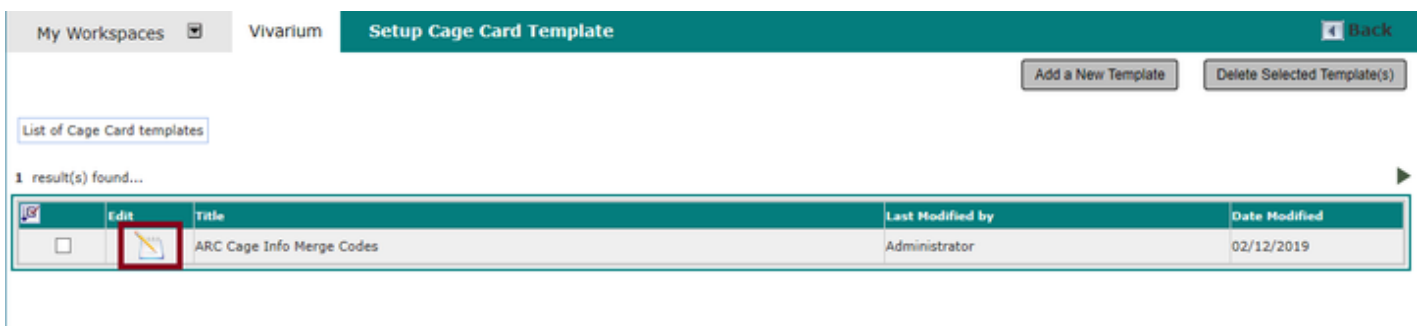 My Workspaces Vivarium Setup Cage Card Template Back
Add a New Template Delete Selected Template(s)
List of Cage Card templates
1 result(s) found...
Edit Title Last Modified by Date Modified
ARC Cage Info Merge Codes Administrator 02/12/2019